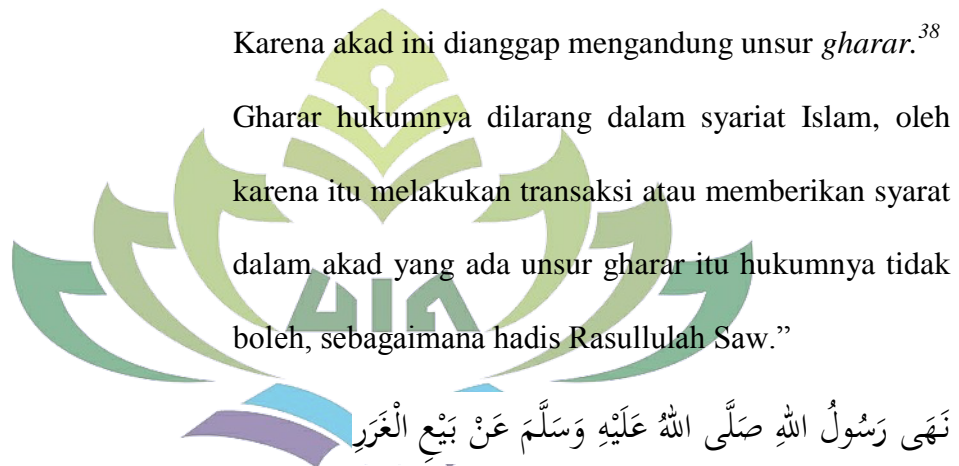 Karena akad ini dianggap mengandung unsur gharar.38
Gharar hukumnya dilarang dalam syariat Islam, oleh
karena itu melakukan transaksi atau memberikan syarat
dalam akad yang ada unsur gharar itu hukumnya tidak
boleh, sebagaimana hadis Rasullulah Saw.”
UIN
نَهَى رَسُولُ اللهِ صَلَّى اللهُ عَلَيْهِ وَسَلَّمَ عَنْ بَيْعِ الْغَرَرِ